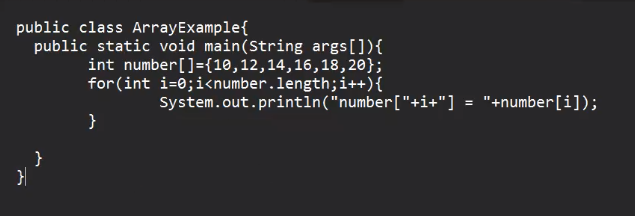 public class ArrayExample{
public static void main(String args[]){
int number[]={10,12,14,16,18,20};
for(int i=0;i<number.length;i++){
System.out.println("number["+i+"] = "+number[i]);
}
}
}